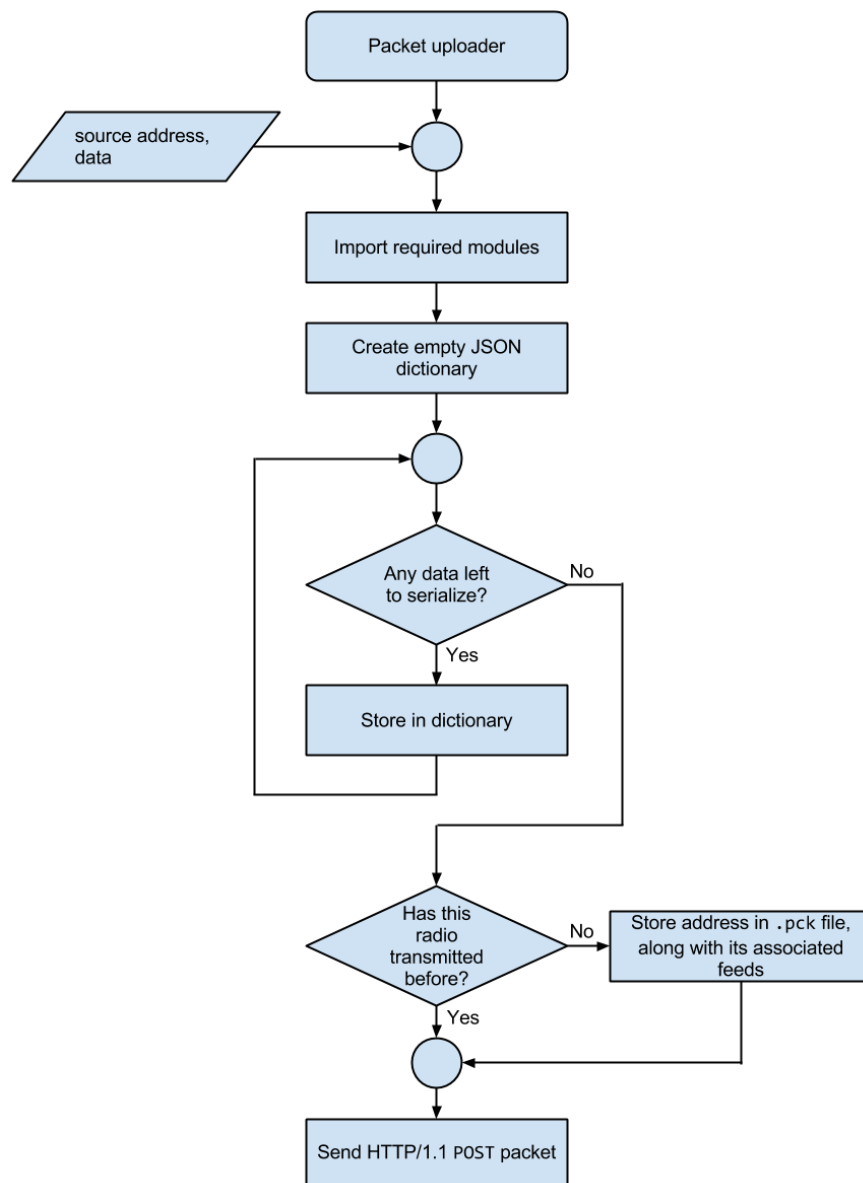 Packet uploader
source address,
data
Import required modules
Create empty JSON
dictionary
Any data left
to serialize?
No
Yes
Store in dictionary
Has this
radio
transmitted
before?
No
Store address in .pck file,
along with its associated
feeds
Yes
Send HTTP/1.1 POST packet